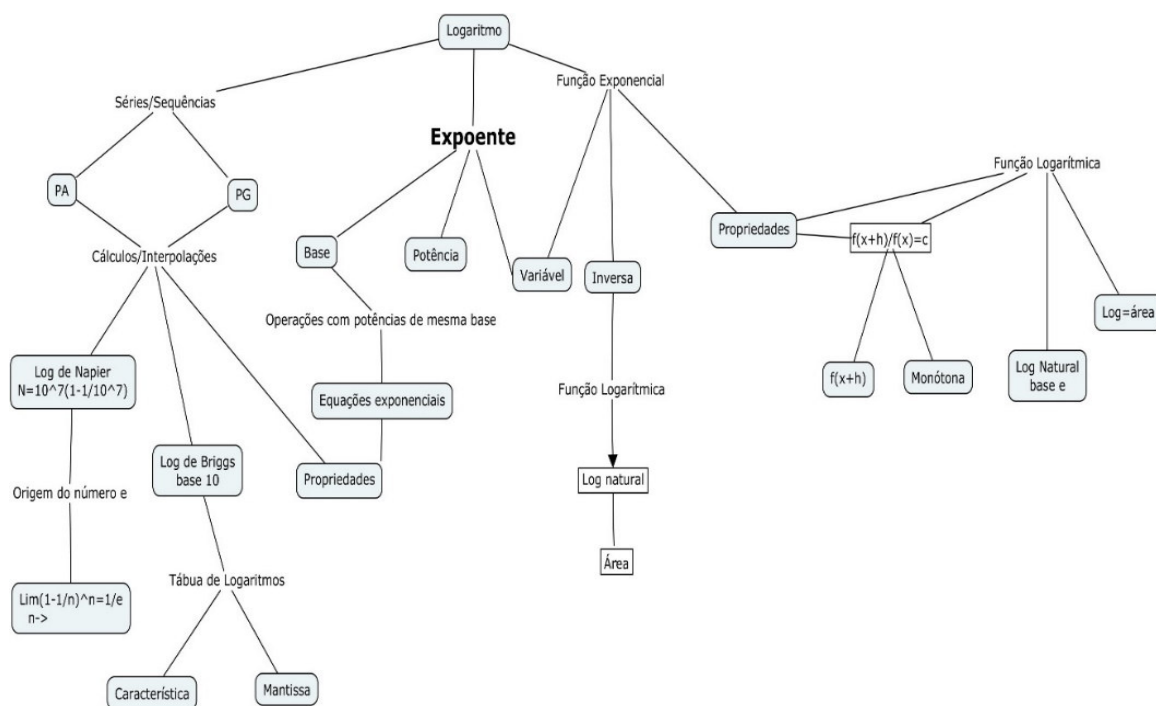 Logaritmo
Função Exponencial
Séries/Sequências
Expoente
Função Logarítmica
PA
PG
Propriedades
f(x+h)/f(x)=c
Base
Potência
Variável
Inversa
Cálculos/Interpolações
Log=área
Operações com potências de mesma base
Log de Napier
N=10^7(1-1/10^7)
f(x+h)
Monótona
Log Natural
base e
Função Logarítmica
Equações exponenciais
Log de Briggs
base 10
Propriedades
Log natural
Origem do número e
Área
Tábua de Logaritmos
Lim(1-1/n)^n=1/e
n->
Característica
Mantissa